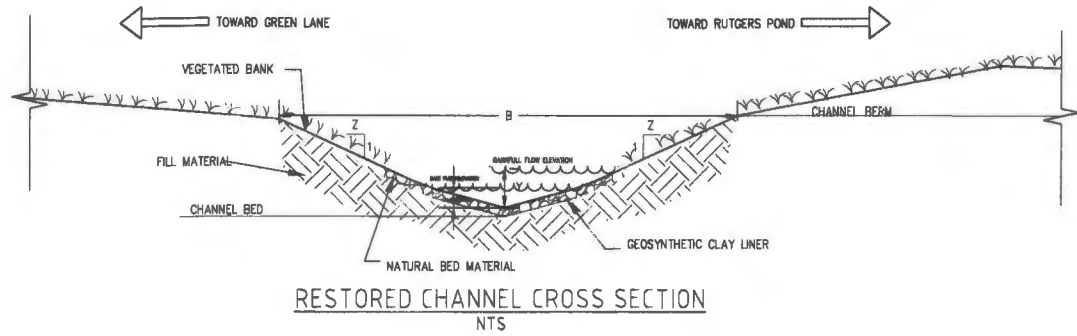 TOWARD GREEN LANE
TOWARD RUTGERS POND
VEGETATED BANK
B
CHANNEL BERM
Z
Z
FILL MATERIAL
BANKFULL FLOW ELEVATION
Y
CHANNEL BED
GEOSYNTHETIC CLAY LINER
NATURAL BED MATERIAL
RESTORED CHANNEL CROSS SECTION
NTS